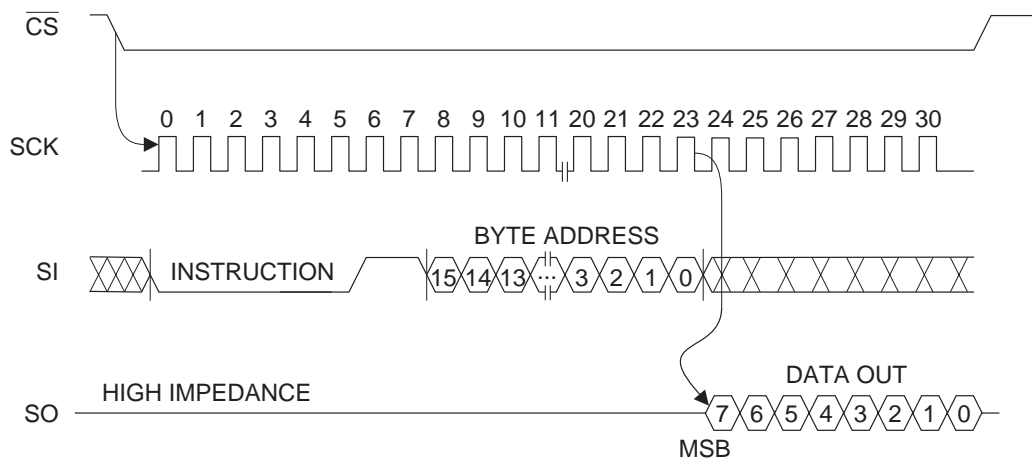 CS
0 1 2 3 4 5 6 7 8 9 10 11 20 21 22 23 24 25 26 27 28 29 30
SCK
BYTE ADDRESS
SI INSTRUCTION 15 14 13 ... 3 2 1 0
HIGH IMPEDANCE DATA OUT
SO 7 6 5 4 3 2 1 0
MSB